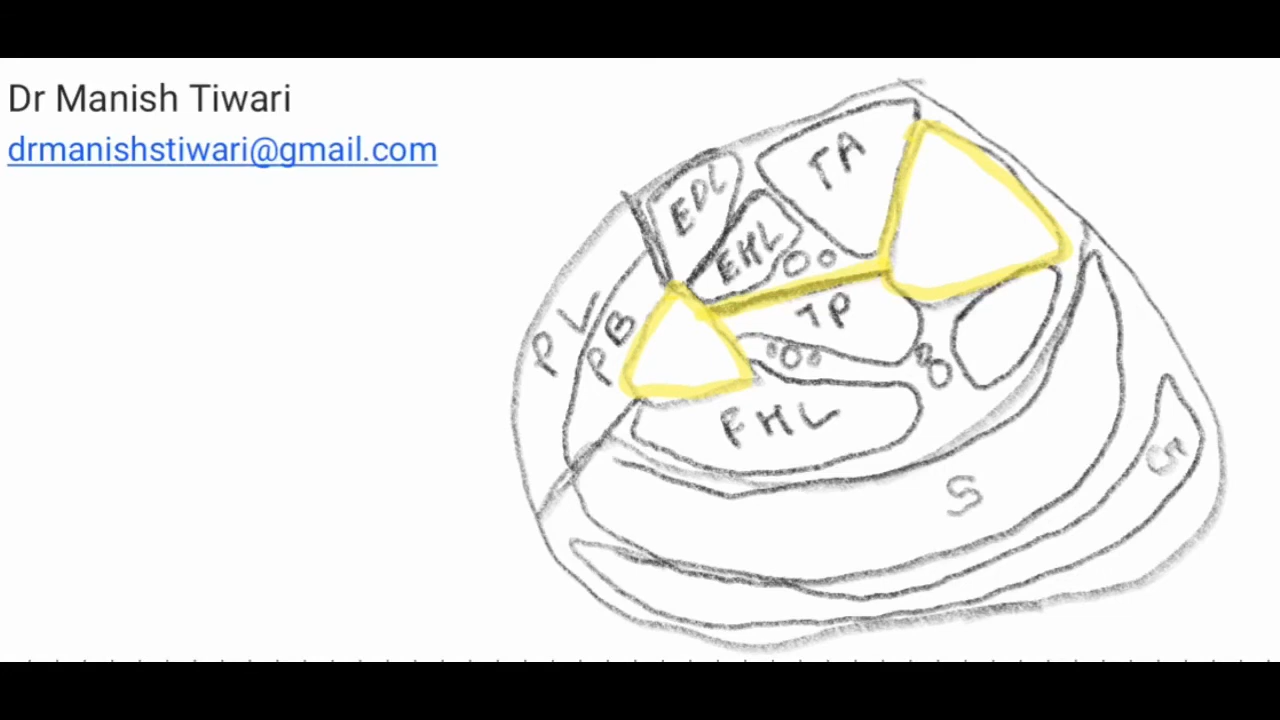 Dr Manish Tiwari
drmanishstiwari@gmail.com
TA
EDL
EHL
TP
PL
PB
FHL
S
S